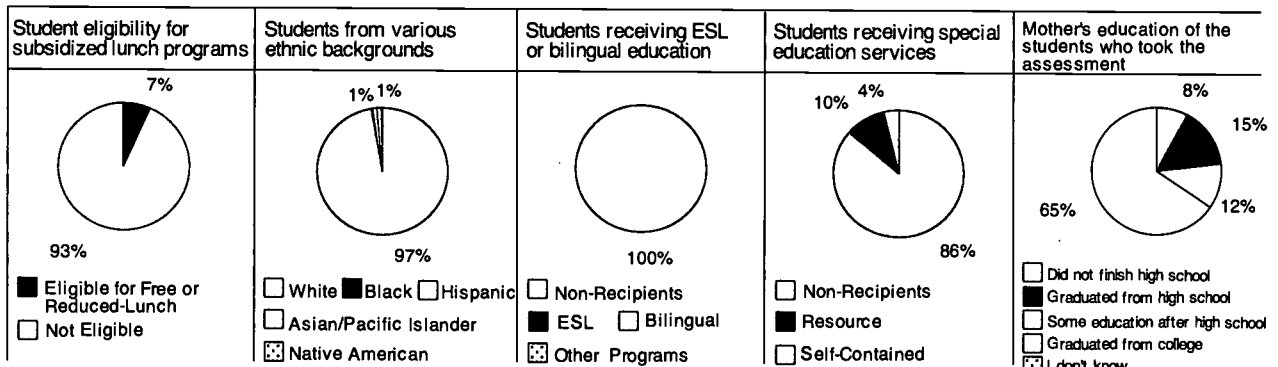 Student eligibility for
subsidized lunch programs
7%
93%
Eligible for Free or
Reduced-Lunch
Not Eligible
Students from various
ethnic backgrounds
1% 1%
97%
White Black Hispanic
Asian/Pacific Islander
Native American
Students receiving ESL
or bilingual education
100%
Non-Recipients
ESL Bilingual
Other Programs
Students receiving special
education services
10% 4%
86%
Non-Recipients
Resource
Self-Contained
Mother's education of the
students who took the
assessment
8%
15%
12%
65%
Did not finish high school
Graduated from high school
Some education after high school
Graduated from college
I don't know